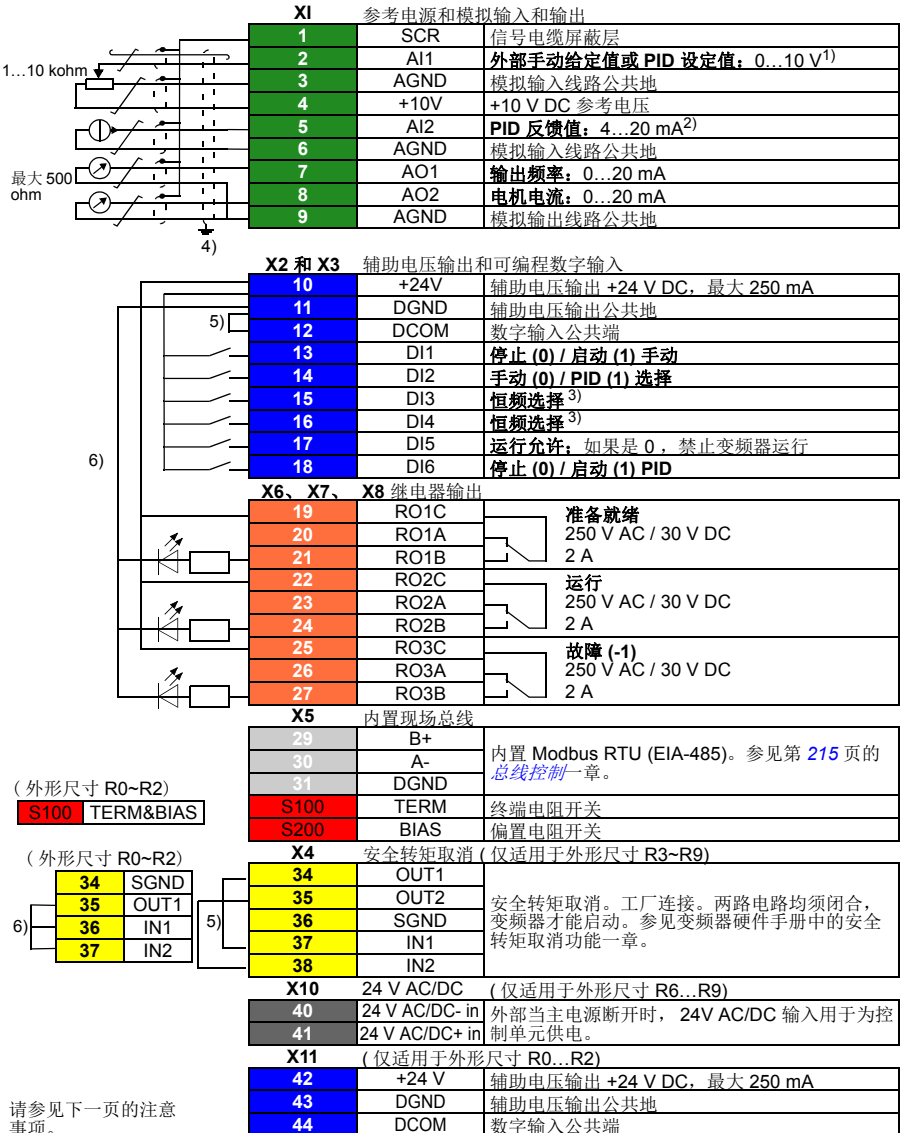 XI 参考电源和模拟输入和输出
1 SCR 信号电缆屏蔽层
2 AI1 外部手动给定值或 PID 设定值：0…10 V1)
1…10 kohm
3 AGND 模拟输入线路公共地
4 +10V +10 V DC 参考电压
5 AI2 PID 反馈值：4…20 mA2)
6 AGND 模拟输入线路公共地
7 AO1 输出频率：0…20 mA
最大 500
ohm
8 AO2 电机电流：0…20 mA
9 AGND 模拟输出线路公共地
4)
X2 和 X3 辅助电压输出和可编程数字输入
10 +24V 辅助电压输出 +24 V DC，最大 250 mA
11 DGND 辅助电压输出公共地
5)
12 DCOM 数字输入公共端
13 DI1 停止 (0) / 启动 (1) 手动
14 DI2 手动 (0) / PID (1) 选择
15 DI3 恒频选择 3)
16 DI4 恒频选择 3)
17 DI5 运行允许；如果是 0 ，禁止变频器运行
6)
18 DI6 停止 (0) / 启动 (1) PID
X6、 X7、 X8 继电器输出
19 RO1C 准备就绪
20 RO1A 250 V AC / 30 V DC
21 RO1B 2 A
22 RO2C 运行
23 RO2A 250 V AC / 30 V DC
24 RO2B 2 A
25 RO3C 故障 (-1)
26 RO3A 250 V AC / 30 V DC
27 RO3B 2 A
X5 内置现场总线
29 B+
30 A-
31 DGND
内置 Modbus RTU (EIA-485)。参见第 215 页的
总线控制一章。
( 外形尺寸 R0~R2)
S100 TERM&BIAS
S100 TERM 终端电阻开关
S200 BIAS 偏置电阻开关
X4 安全转矩取消 ( 仅适用于外形尺寸 R3~R9)
( 外形尺寸 R0~R2)
34 SGND
35 OUT1
36 IN1
37 IN2
6)
5)
34 OUT1
35 OUT2
36 SGND
37 IN1
38 IN2
安全转矩取消。工厂连接。两路电路均须闭合，
变频器才能启动。参见变频器硬件手册中的安全
转矩取消功能一章。
X10 24 V AC/DC ( 仅适用于外形尺寸 R6…R9)
40 24 V AC/DC- in
41 24 V AC/DC+ in
外部当主电源断开时， 24V AC/DC 输入用于为控
制单元供电。
X11 ( 仅适用于外形尺寸 R0…R2)
42 +24 V 辅助电压输出 +24 V DC，最大 250 mA
43 DGND 辅助电压输出公共地
44 DCOM 数字输入公共端
请参见下一页的注意
事项。